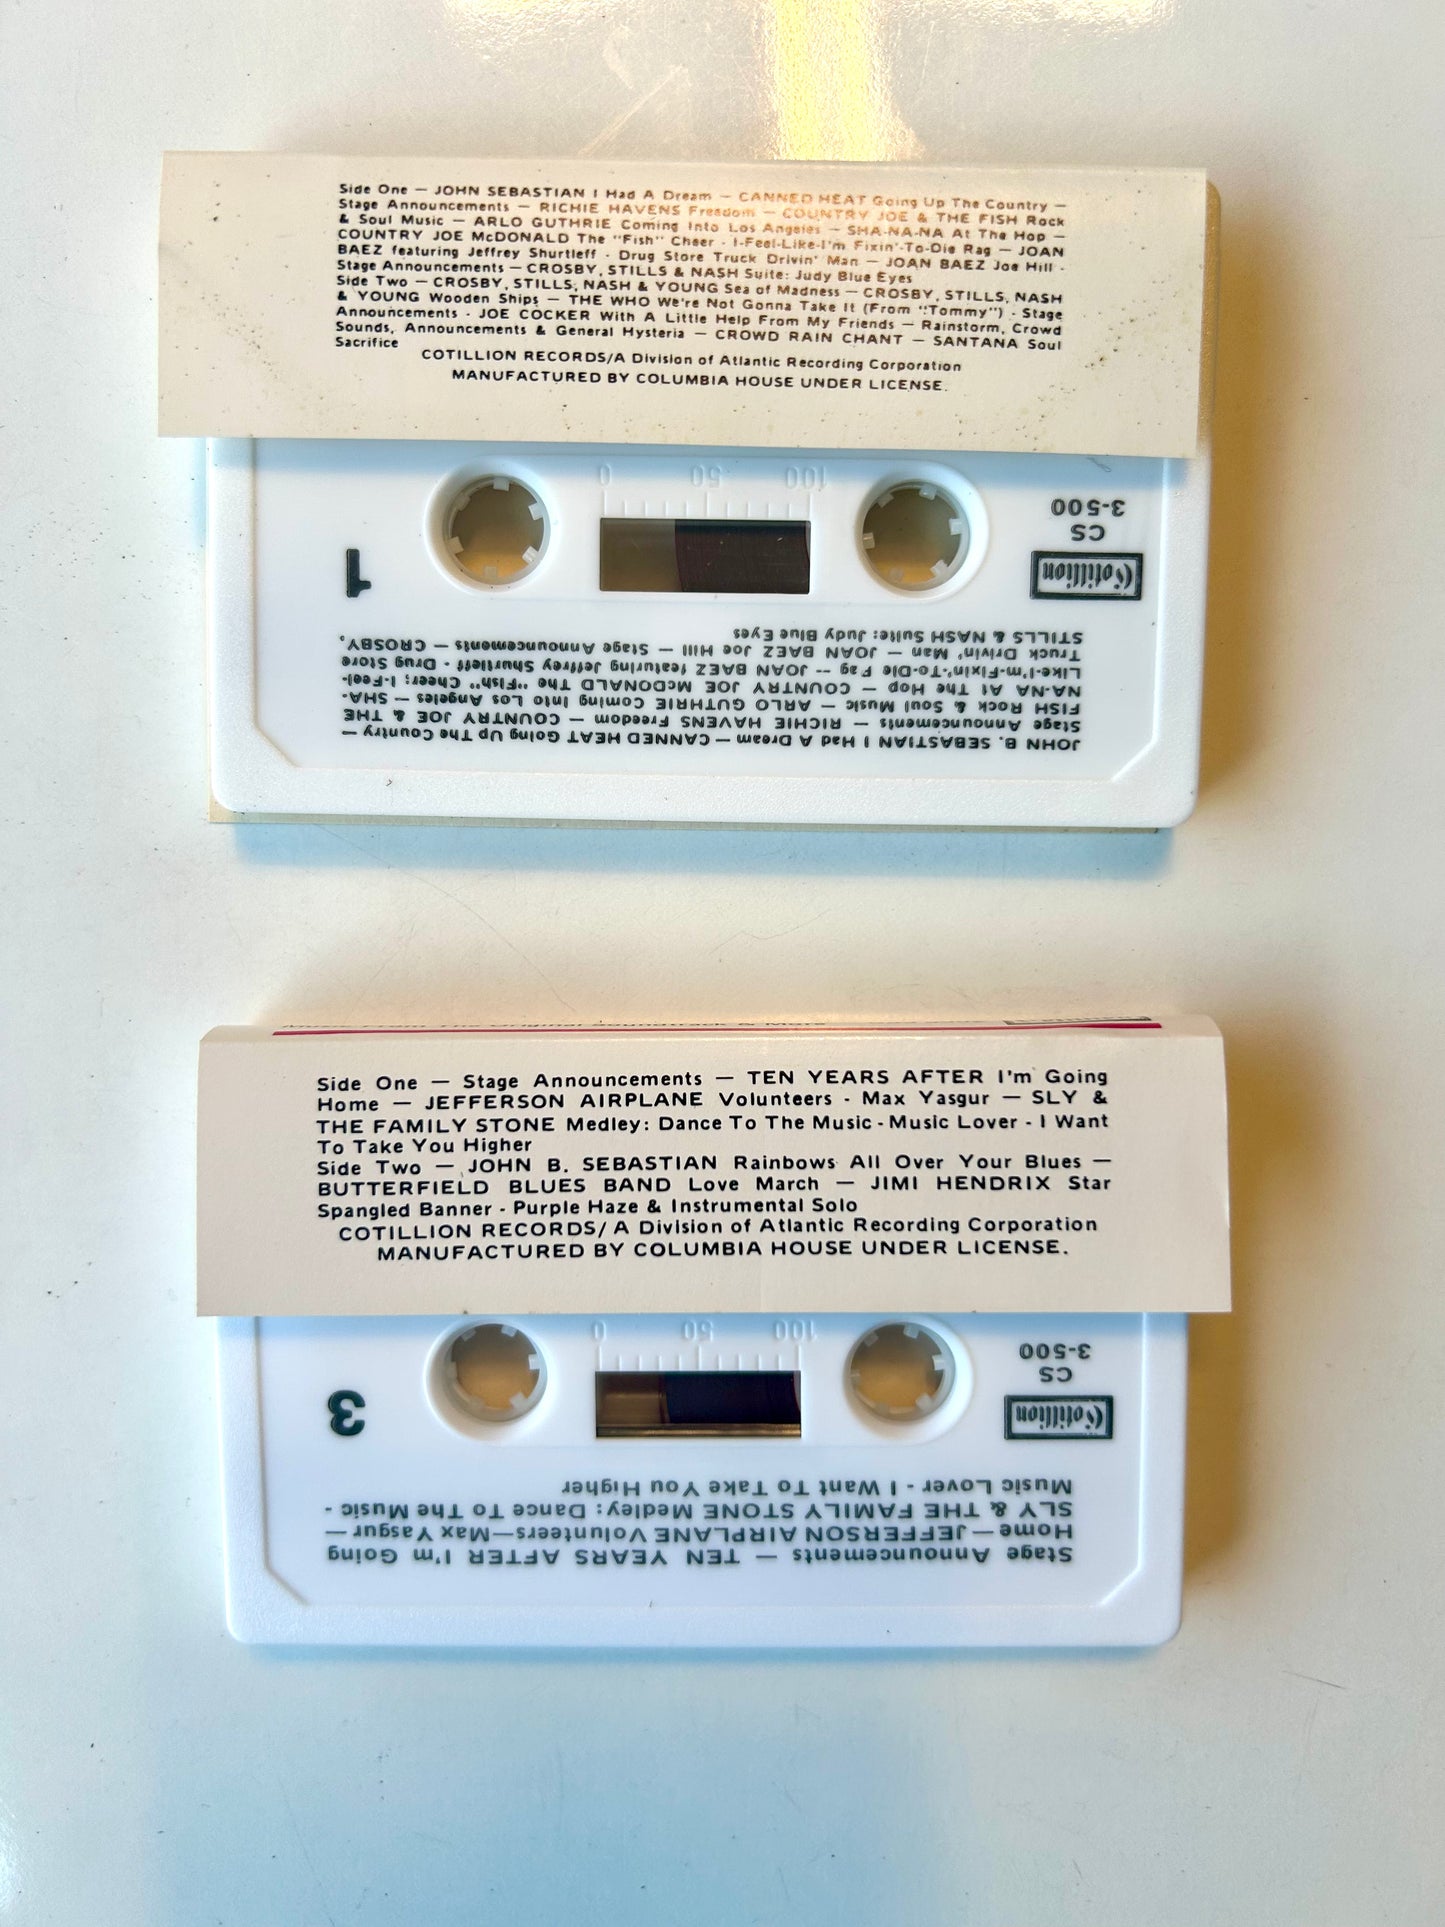 Side One — JOHN SEBASTIAN I Had A Dream — CANNED HEAT Going Up The Country —
Stage Announcements — RICHIE HAVENS Freedom — COUNTRY JOE & THE FISH Rock
& Soul Music — ARLO GUTHRIE Coming Into Los Angeles — SHA-NA-NA At The Hop —
COUNTRY JOE McDONALD The "Fish" Cheer - I-Feel-Like-I'm Fixin'-To-Die Rag — JOAN
BAEZ featuring Jeffrey Shurtleff - Drug Store Truck Drivin' Man — JOAN BAEZ Joe Hill -
Stage Announcements — CROSBY, STILLS & NASH Suite: Judy Blue Eyes
Side Two — CROSBY, STILLS, NASH & YOUNG Sea of Madness — CROSBY, STILLS, NASH
& YOUNG Wooden Ships — THE WHO We're Not Gonna Take It (From "Tommy") - Stage
Announcements - JOE COCKER With A Little Help From My Friends — Rainstorm, Crowd
Sounds, Announcements & General Hysteria — CROWD RAIN CHANT — SANTANA Soul
Sacrifice
COTILLION RECORDS/A Division of Atlantic Recording Corporation
MANUFACTURED BY COLUMBIA HOUSE UNDER LICENSE.
0 50 100
3-500
CS
Cotillion
1
JOHN B. SEBASTIAN I Had A Dream — CANNED HEAT Going Up The Country —
Stage Announcements — RICHIE HAVENS Freedom — COUNTRY JOE & THE
FISH Rock & Soul Music — ARLO GUTHRIE Coming Into Los Angeles — SHA-
NA-NA At The Hop — COUNTRY JOE McDONALD The "Fish" Cheer; I-Feel-
Like-I'm-Fixin'-To-Die Rag -- JOAN BAEZ featuring Jeffrey Shurtleff - Drug Store
Truck Drivin' Man — JOAN BAEZ Joe Hill — Stage Announcements — CROSBY,
STILLS & NASH Suite: Judy Blue Eyes
Music From The Original Soundtrack & More
Side One — Stage Announcements — TEN YEARS AFTER I'm Going
Home — JEFFERSON AIRPLANE Volunteers - Max Yasgur — SLY &
THE FAMILY STONE Medley: Dance To The Music - Music Lover - I Want
To Take You Higher
Side Two — JOHN B. SEBASTIAN Rainbows All Over Your Blues —
BUTTERFIELD BLUES BAND Love March — JIMI HENDRIX Star
Spangled Banner - Purple Haze & Instrumental Solo
COTILLION RECORDS/ A Division of Atlantic Recording Corporation
MANUFACTURED BY COLUMBIA HOUSE UNDER LICENSE.
0 50 100
3-500
CS
Cotillion
3
Stage Announcements — TEN YEARS AFTER I'm Going
Home — JEFFERSON AIRPLANE Volunteers—Max Yasgur —
SLY & THE FAMILY STONE Medley: Dance To The Music -
Music Lover - I Want To Take You Higher